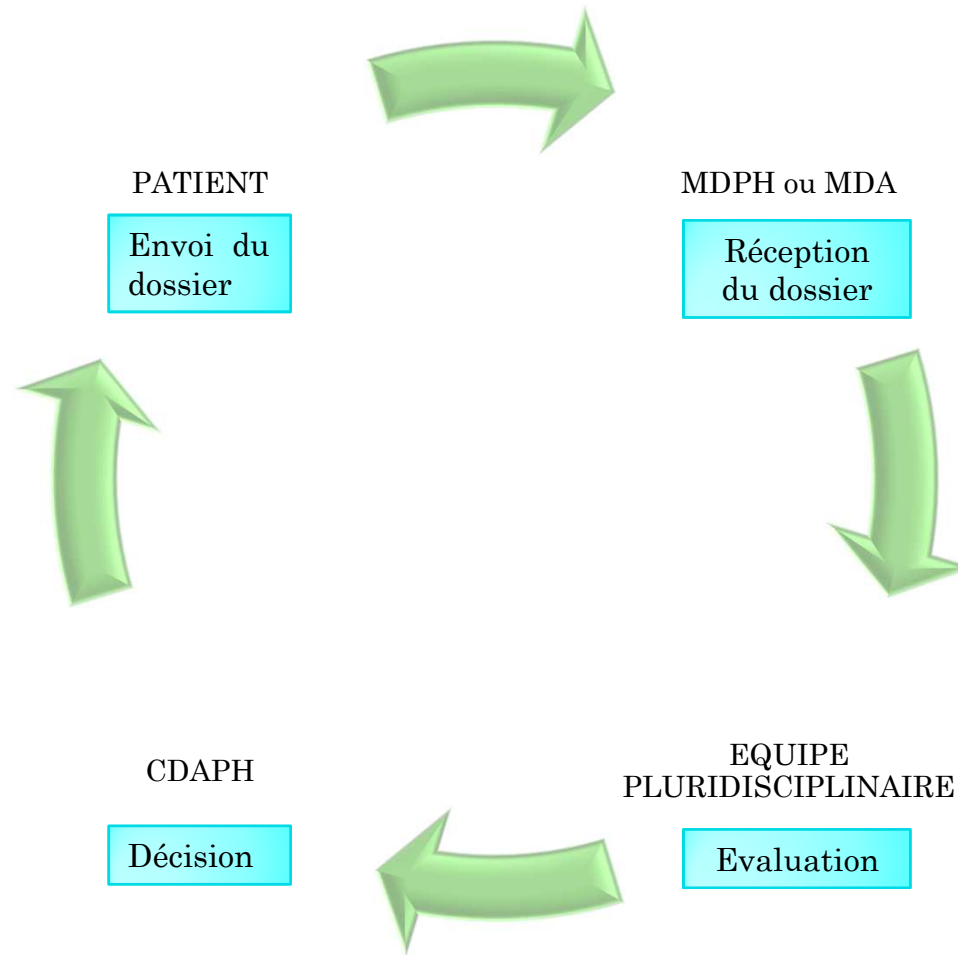 PATIENT
Envoi du
dossier
MDPH ou MDA
Réception
du dossier
EQUIPE
PLURIDISCIPLINAIRE
Evaluation
CDAPH
Décision